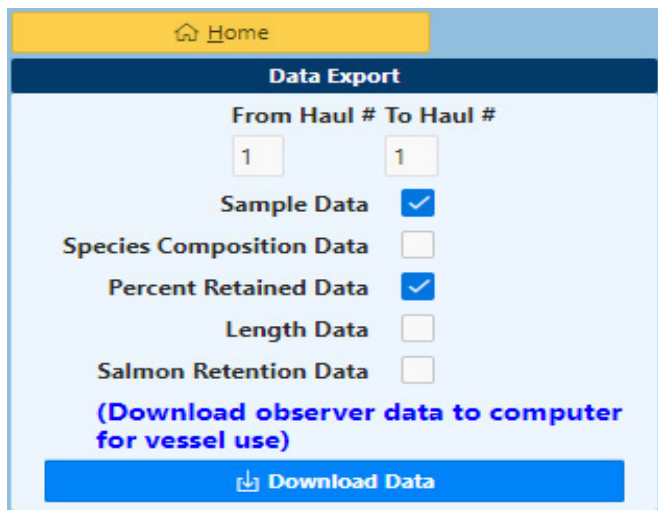 Home
Data Export
From Haul # To Haul #
1 1
Sample Data
Species Composition Data
Percent Retained Data
Length Data
Salmon Retention Data
(Download observer data to computer
for vessel use)
Download Data